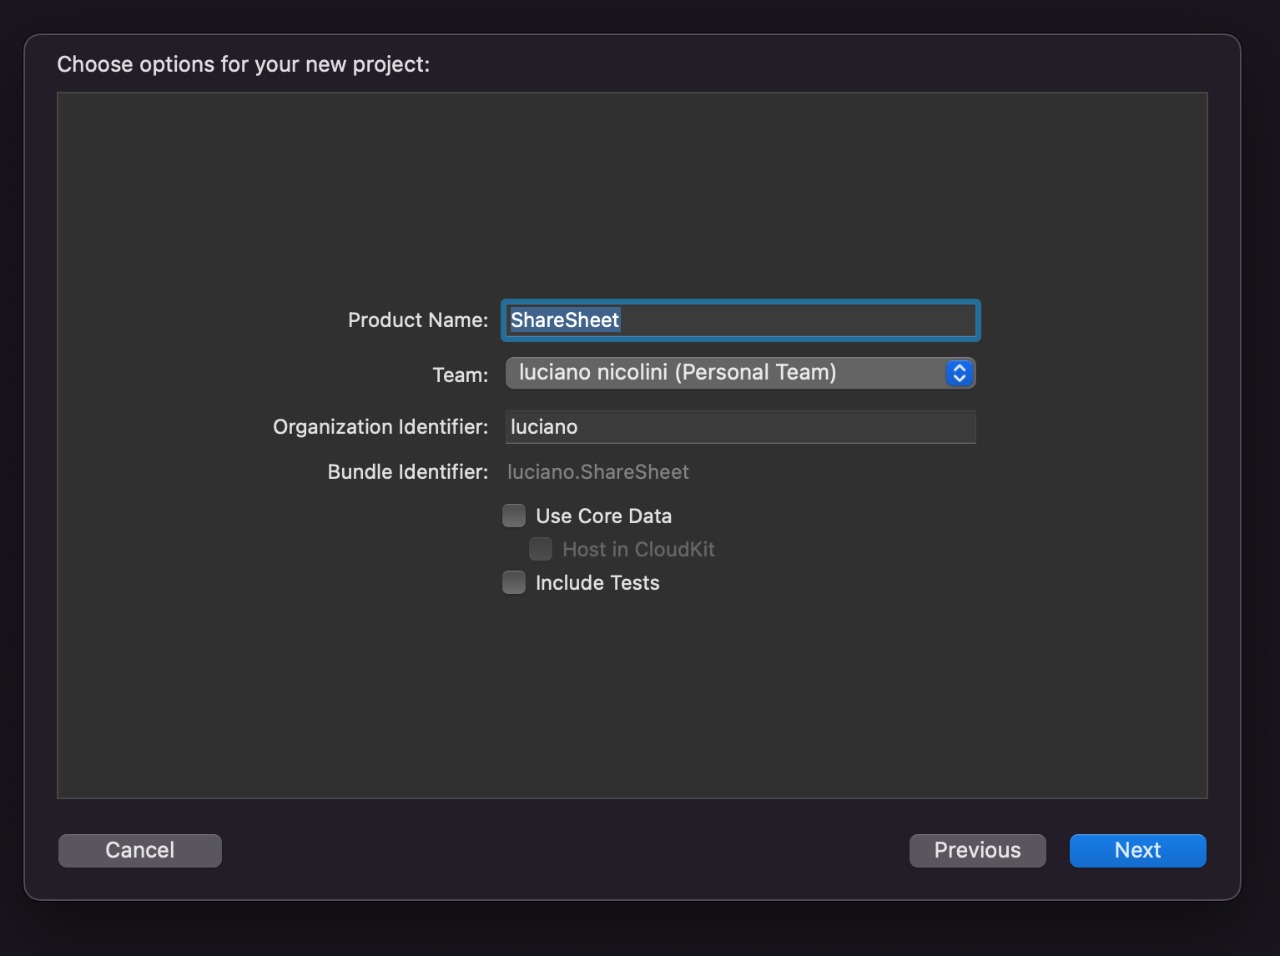 Choose options for your new project:
Product Name: ShareSheet
Team: luciano nicolini (Personal Team)
Organization Identifier: luciano
Bundle Identifier: luciano.ShareSheet
Use Core Data
Host in CloudKit
Include Tests
Cancel Previous Next